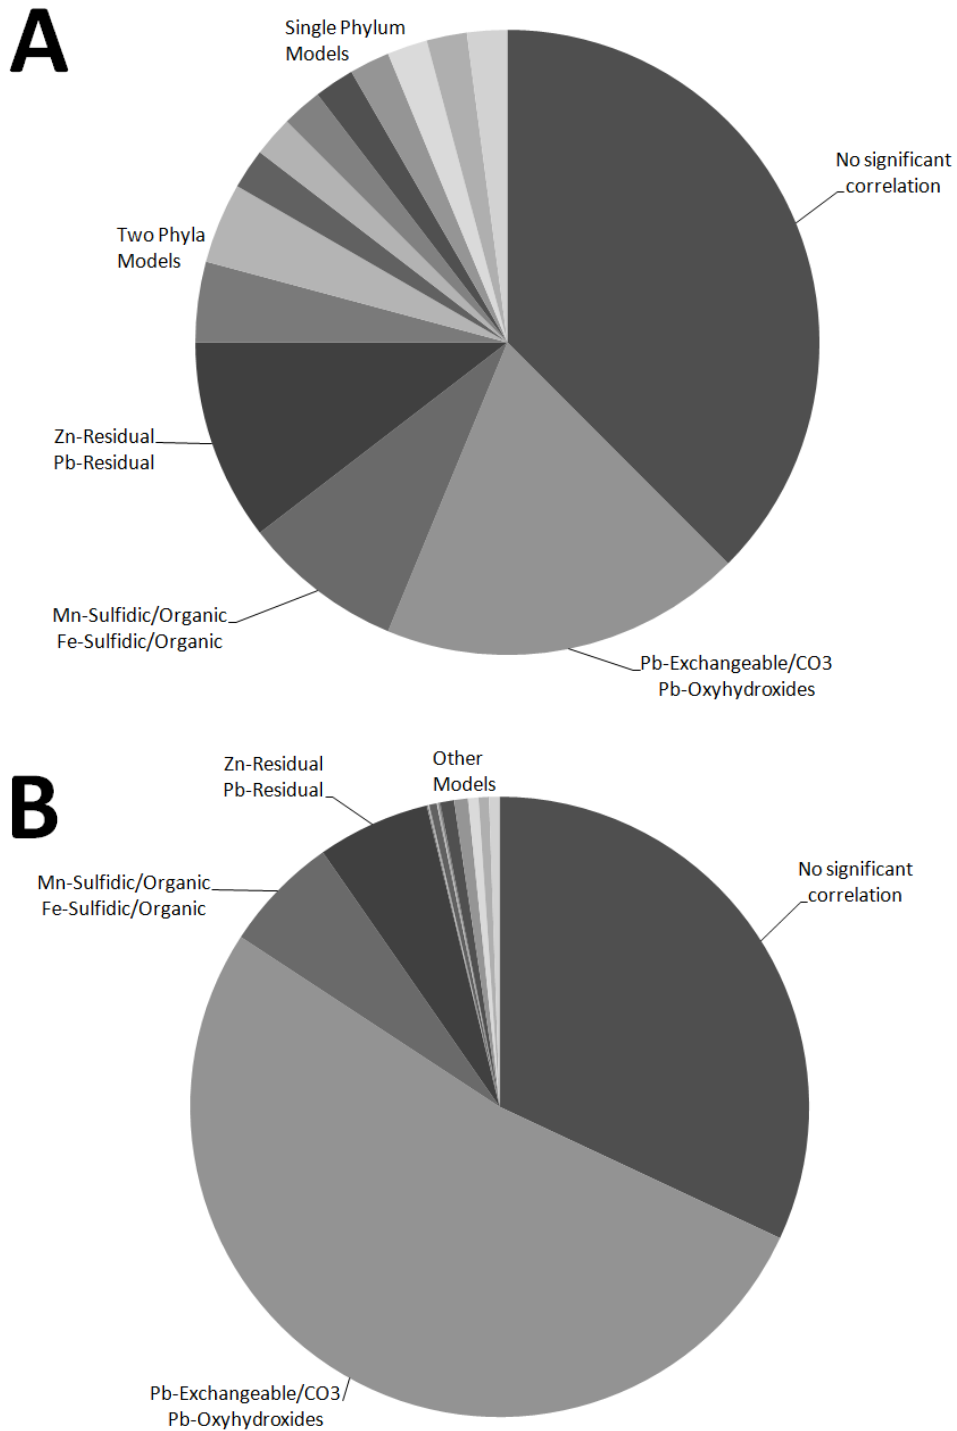 A
Single Phylum
Models
No significant
correlation
Two Phyla
Models
Zn-Residual
Pb-Residual
Mn-Sulfidic/Organic
Fe-Sulfidic/Organic
Pb-Exchangeable/CO3
Pb-Oxyhydroxides
B
Zn-Residual
Pb-Residual
Other
Models
No significant
correlation
Mn-Sulfidic/Organic
Fe-Sulfidic/Organic
Pb-Exchangeable/CO3
Pb-Oxyhydroxides